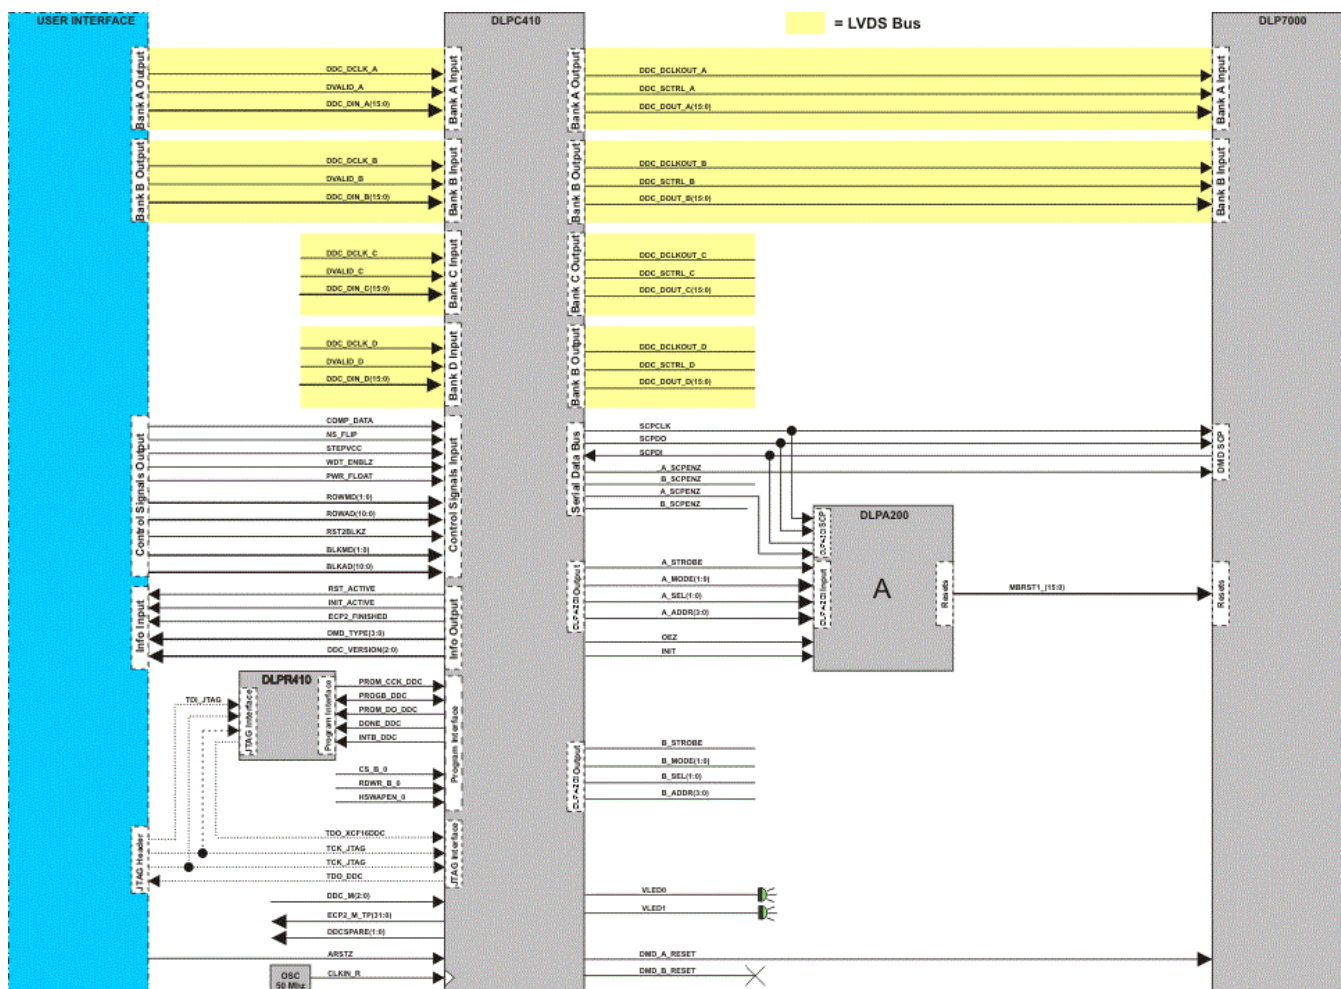 USER INTERFACE
DLPC410
= LVDS Bus
DLP7000
Bank A Output
DDC_DCLK_A
DVALID_A
DDC_DIN_A(15:0)
Bank A Input
Bank A Output
DDC_DCLKOUT_A
DDC_SCTRL_A
DDC_DOUT_A(15:0)
Bank A Input
Bank B Output
DDC_DCLK_B
DVALID_B
DDC_DIN_B(15:0)
Bank B Input
Bank B Output
DDC_DCLKOUT_B
DDC_SCTRL_B
DDC_DOUT_B(15:0)
Bank B Input
DDC_DCLK_C
DVALID_C
DDC_DIN_C(15:0)
Bank C Input
Bank C Output
DDC_DCLKOUT_C
DDC_SCTRL_C
DDC_DOUT_C(15:0)
DDC_DCLK_D
DVALID_D
DDC_DIN_D(15:0)
Bank D Input
Bank B Output
DDC_DCLKOUT_D
DDC_SCTRL_D
DDC_DOUT_D(15:0)
Control Signals Output
COMP_DATA
NS_FLIP
STEPVCC
WDT_ENBLZ
PWR_FLOAT
ROWMD(1:0)
ROWAD(10:0)
RST2BLKZ
BLKMD(1:0)
BLKAD(10:0)
Control Signals Input
Serial Data Bus
SCPCLK
SCPDO
SCPDI
A_SCPENZ
B_SCPENZ
A_SCPENZ
B_SCPENZ
DMD SCP
DLPA200
DLPA200 SCP
A
DLPA200 Output
A_STROBE
A_MODE(1:0)
A_SEL(1:0)
A_ADDR(3:0)
OEZ
INIT
DLPA200 Input
Resets
MBRST1_(15:0)
Resets
Info Input
RST_ACTIVE
INIT_ACTIVE
ECP2_FINISHED
DMD_TYPE(3:0)
DDC_VERSION(2:0)
Info Output
DLPR410
TDI_JTAG
JTAG Interface
Program Interface
PROM_CCK_DDC
PROGB_DDC
PROM_DO_DDC
DONE_DDC
INTB_DDC
CS_B_0
RDWR_B_0
HSWAPEN_0
Program Interface
DLPA200 Output
B_STROBE
B_MODE(1:0)
B_SEL(1:0)
B_ADDR(3:0)
JTAG Header
TDO_XCF16DDC
TCK_JTAG
TCK_JTAG
TDO_DDC
JTAG Interface
DDC_M(2:0)
ECP2_M_TP(31:0)
DDCSPARE(1:0)
VLED0
VLED1
ARSTZ
OSC
50 Mhz
CLKIN_R
DMD_A_RESET
DMD_B_RESET